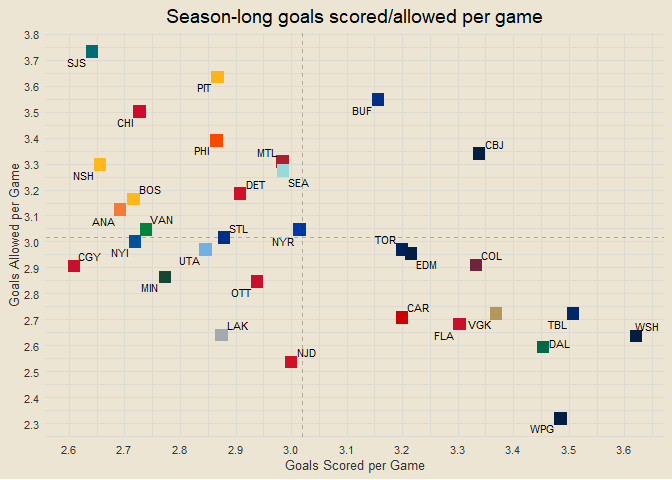 Season-long goals scored/allowed per game
3.8
3.7
3.6
3.5
3.4
3.3
3.2
3.1
3.0
2.9
2.8
2.7
2.6
2.5
2.4
2.3
Goals Allowed per Game
SJS
PIT
BUF
CHI
PHI
CBJ
MTL
NSH
SEA
DET
BOS
ANA
VAN
STL
NYR
TOR
NYI
UTA
EDM
CGY
COL
MIN
OTT
CAR
LAK
FLA
VGK
TBL
WSH
DAL
NJD
WPG
2.6 2.7 2.8 2.9 3.0 3.1 3.2 3.3 3.4 3.5 3.6
Goals Scored per Game